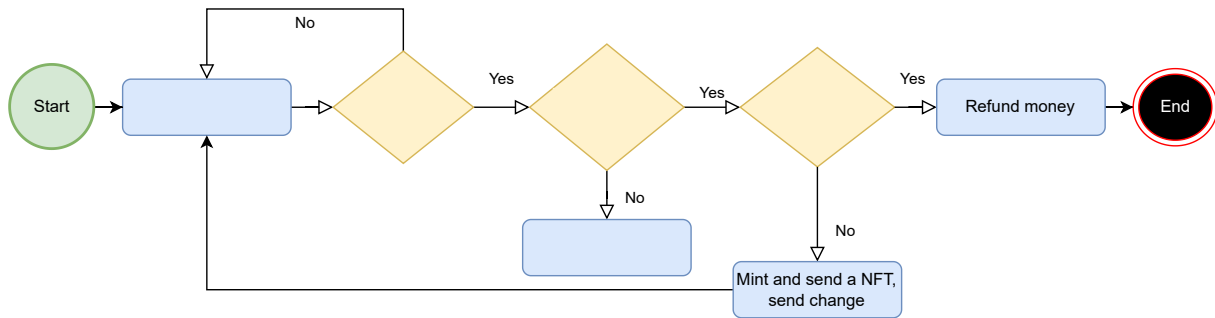 No
Start
Yes
Yes
Yes
Refund money
End
No
No
Mint and send a NFT,
send change